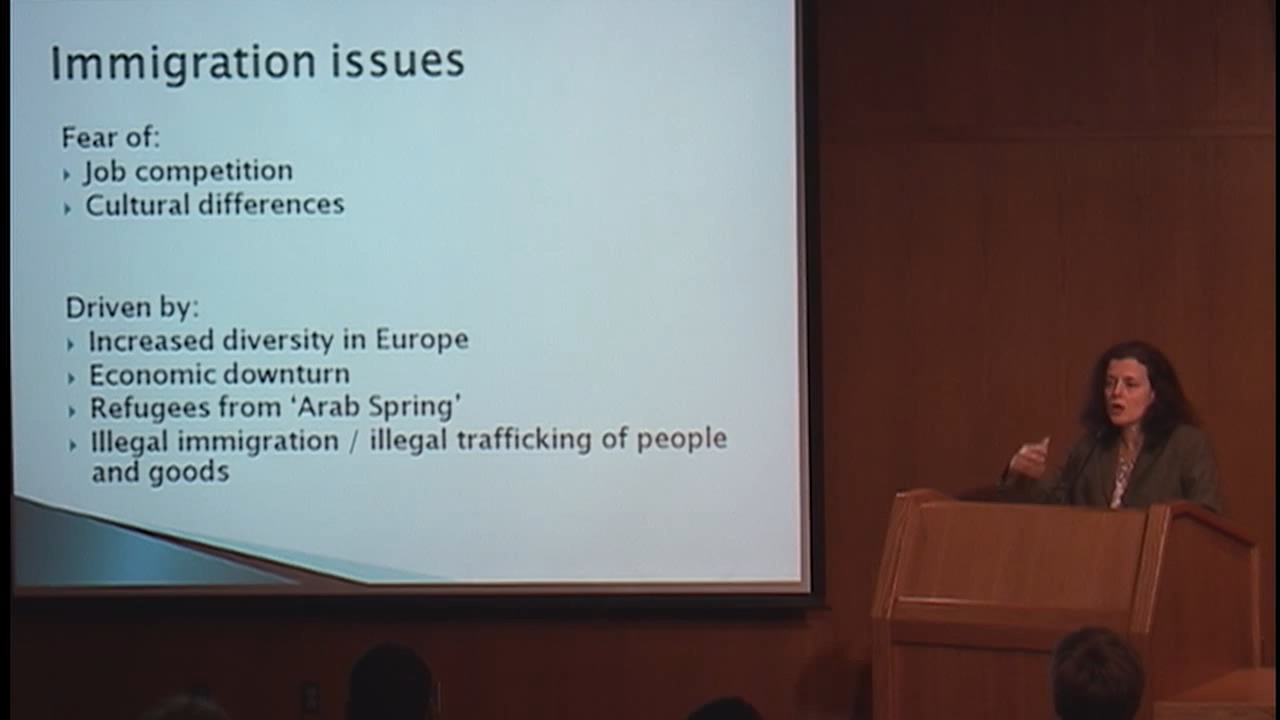 Immigration issues
Fear of:
Job competition
Cultural differences
Driven by:
Increased diversity in Europe
Economic downturn
Refugees from ‘Arab Spring’
Illegal immigration / illegal trafficking of people
and goods